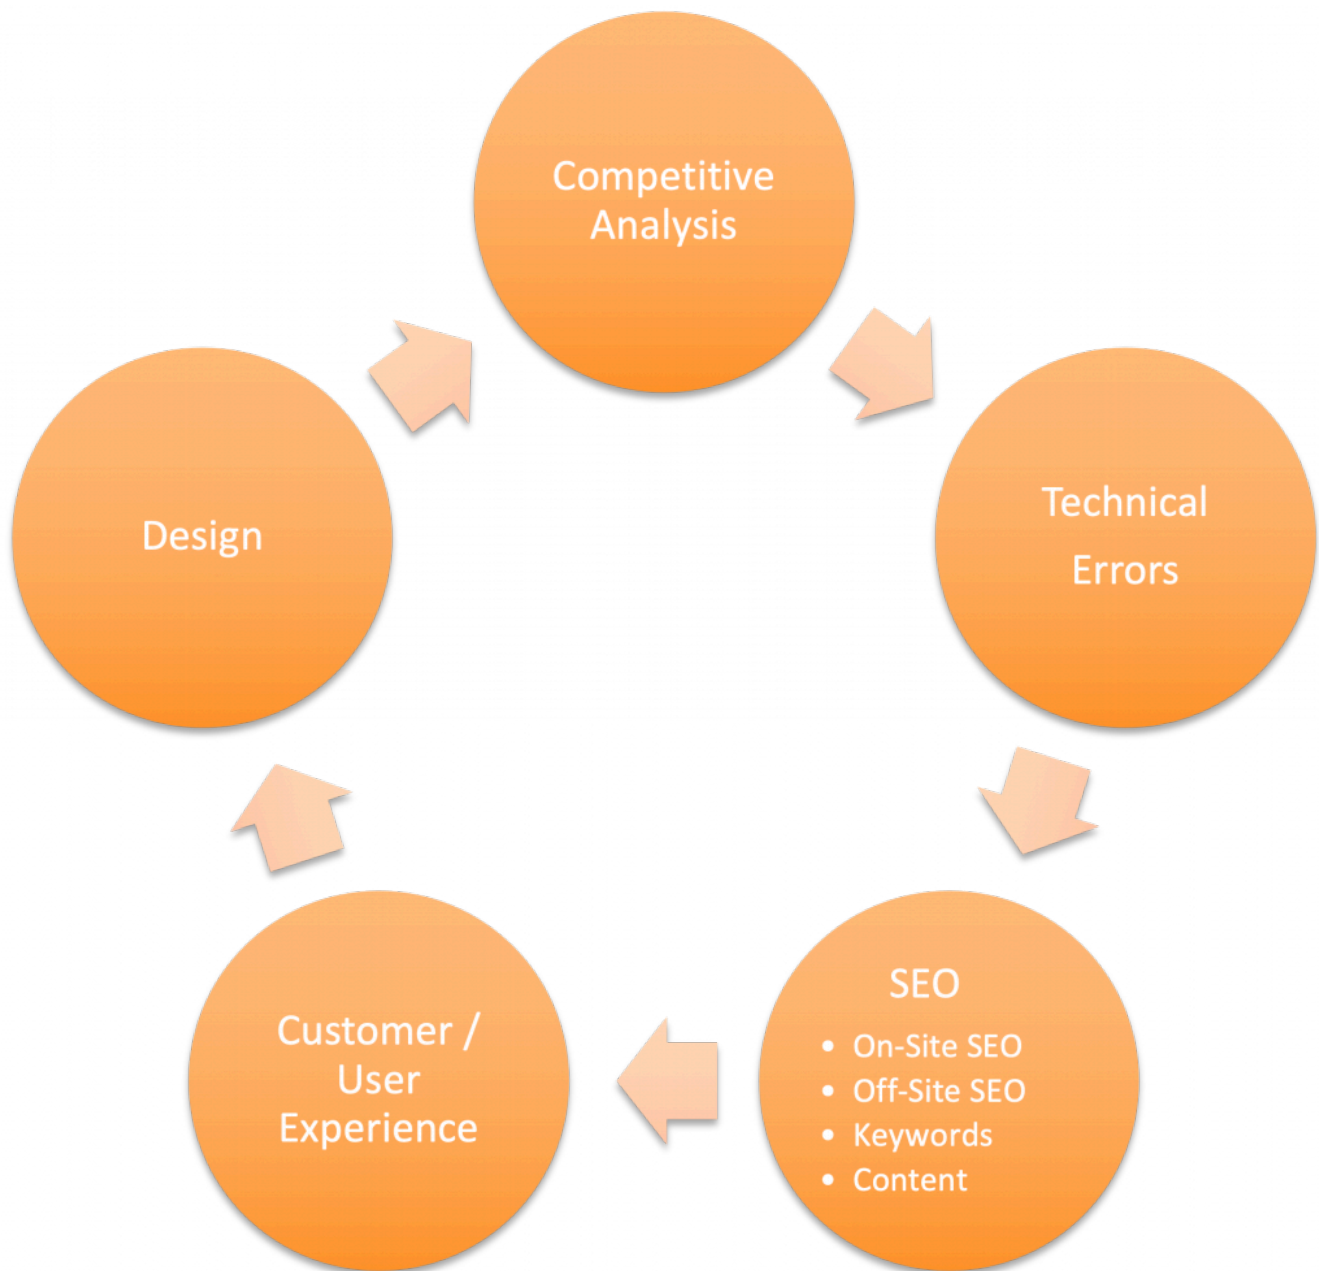 Competitive
Analysis
Technical
Errors
SEO
• On-Site SEO
• Off-Site SEO
• Keywords
• Content
Customer /
User
Experience
Design